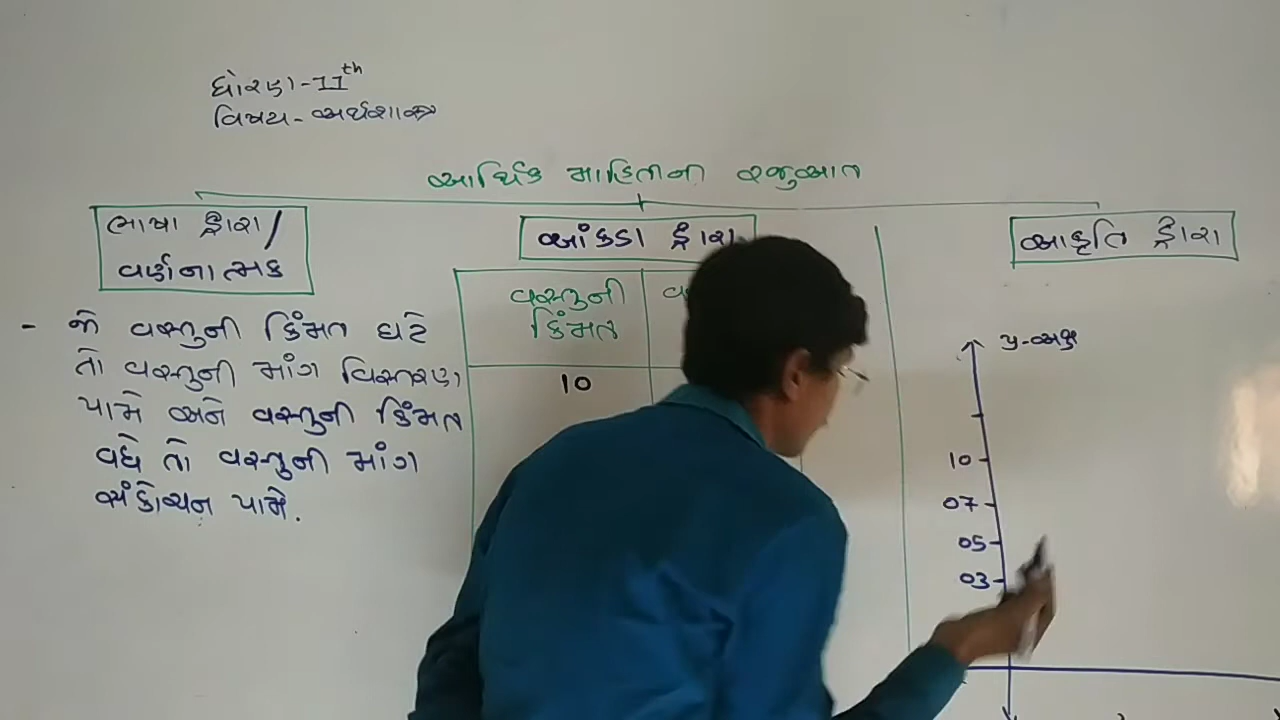 ધોરણ-11th
વિષય-અર્થશાસ્ત્ર
આર્થિક માહિતીની રજુઆત
ભાષા દ્વારા/
વર્ણનાત્મક
- જો વસ્તુની કિંમત ઘટે
તો વસ્તુની માંગ વિસ્તરણ
પામે અને વસ્તુની કિંમત
વધે તો વસ્તુની માંગ
સંકોચન પામે.
આંકડા દ્વારા
વસ્તુની
કિંમત
10
આકૃતિ દ્વારા
y-અક્ષ
10
07
05
03